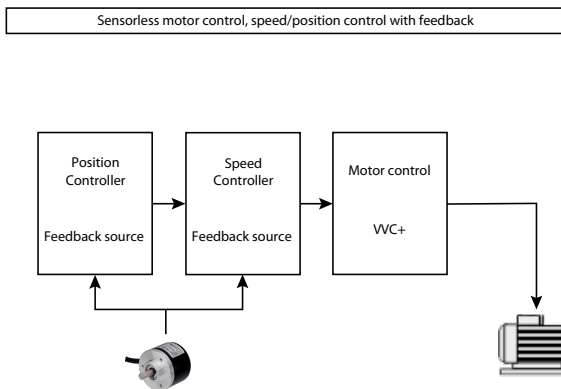 Sensorless motor control, speed/position control with feedback
Position
Controller
Feedback source
Speed
Controller
Feedback source
Motor control
VVC+